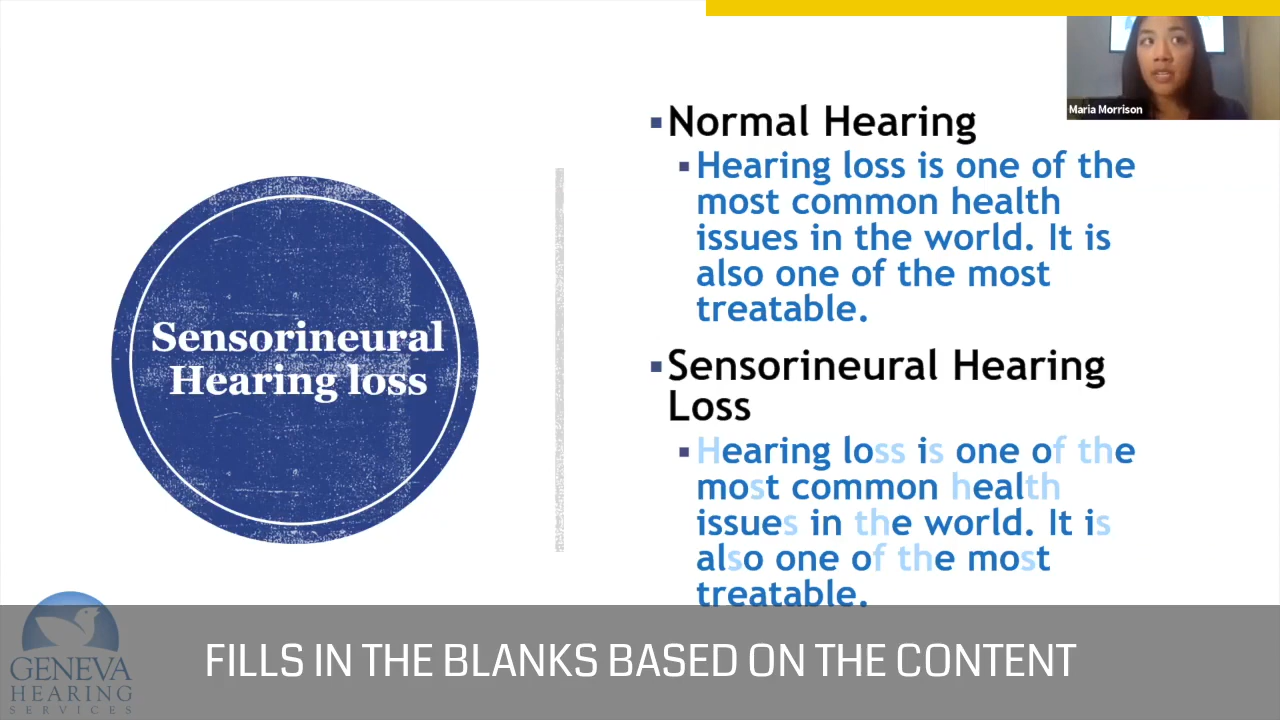 Maria Morrison
Sensorineural
Hearing loss
▪Normal Hearing
▪Hearing loss is one of the
most common health
issues in the world. It is
also one of the most
treatable.
▪Sensorineural Hearing
Loss
▪Hearing loss is one of the
most common health
issues in the world. It is
also one of the most
treatable.
GENEVA
HEARING
SERVICES
FILLS IN THE BLANKS BASED ON THE CONTENT